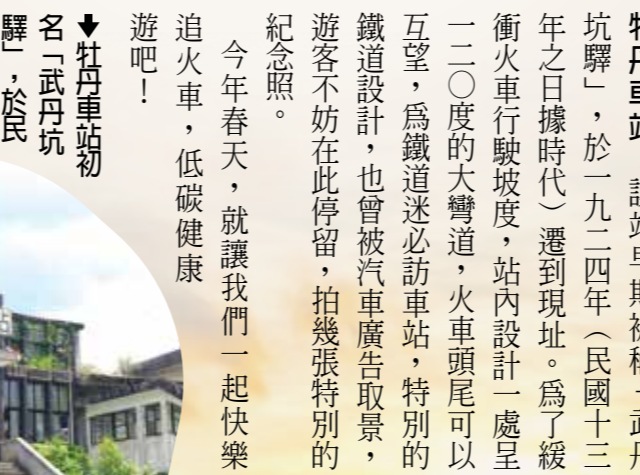 牡丹車站
坑驛」，於一九二四年（民國十三
年之日據時代）遷到現址。爲了緩
衝火車行駛坡度，站內設計一處呈
一二〇度的大彎道，火車頭尾可以
互望，爲鐵道迷必訪車站，特別的
鐵道設計，也曾被汽車廣告取景，
遊客不妨在此停留，拍幾張特別的
紀念照。
今年春天，就讓我們一起快樂
追火車，低碳健康
遊吧！
⬇牡丹車站初
名「武丹坑
驛」，於民